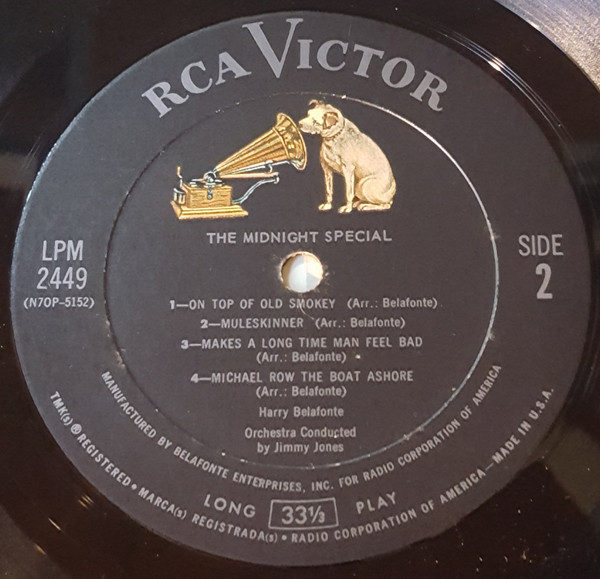 RCA VICTOR
THE MIDNIGHT SPECIAL
LPM
2449
(N7OP-5152)
SIDE
2
1—ON TOP OF OLD SMOKEY (Arr.: Belafonte)
2—MULESKINNER (Arr.: Belafonte)
3—MAKES A LONG TIME MAN FEEL BAD
(Arr.: Belafonte)
4—MICHAEL ROW THE BOAT ASHORE
(Arr.: Belafonte)
Harry Belafonte
Orchestra Conducted
by Jimmy Jones
MANUFACTURED BY BELAFONTE ENTERPRISES, INC. FOR RADIO CORPORATION OF AMERICA
LONG 33⅓ PLAY
TMK(s) ® REGISTERED • MARCA(s) REGISTRADA(s) • RADIO CORPORATION OF AMERICA—MADE IN U.S.A.